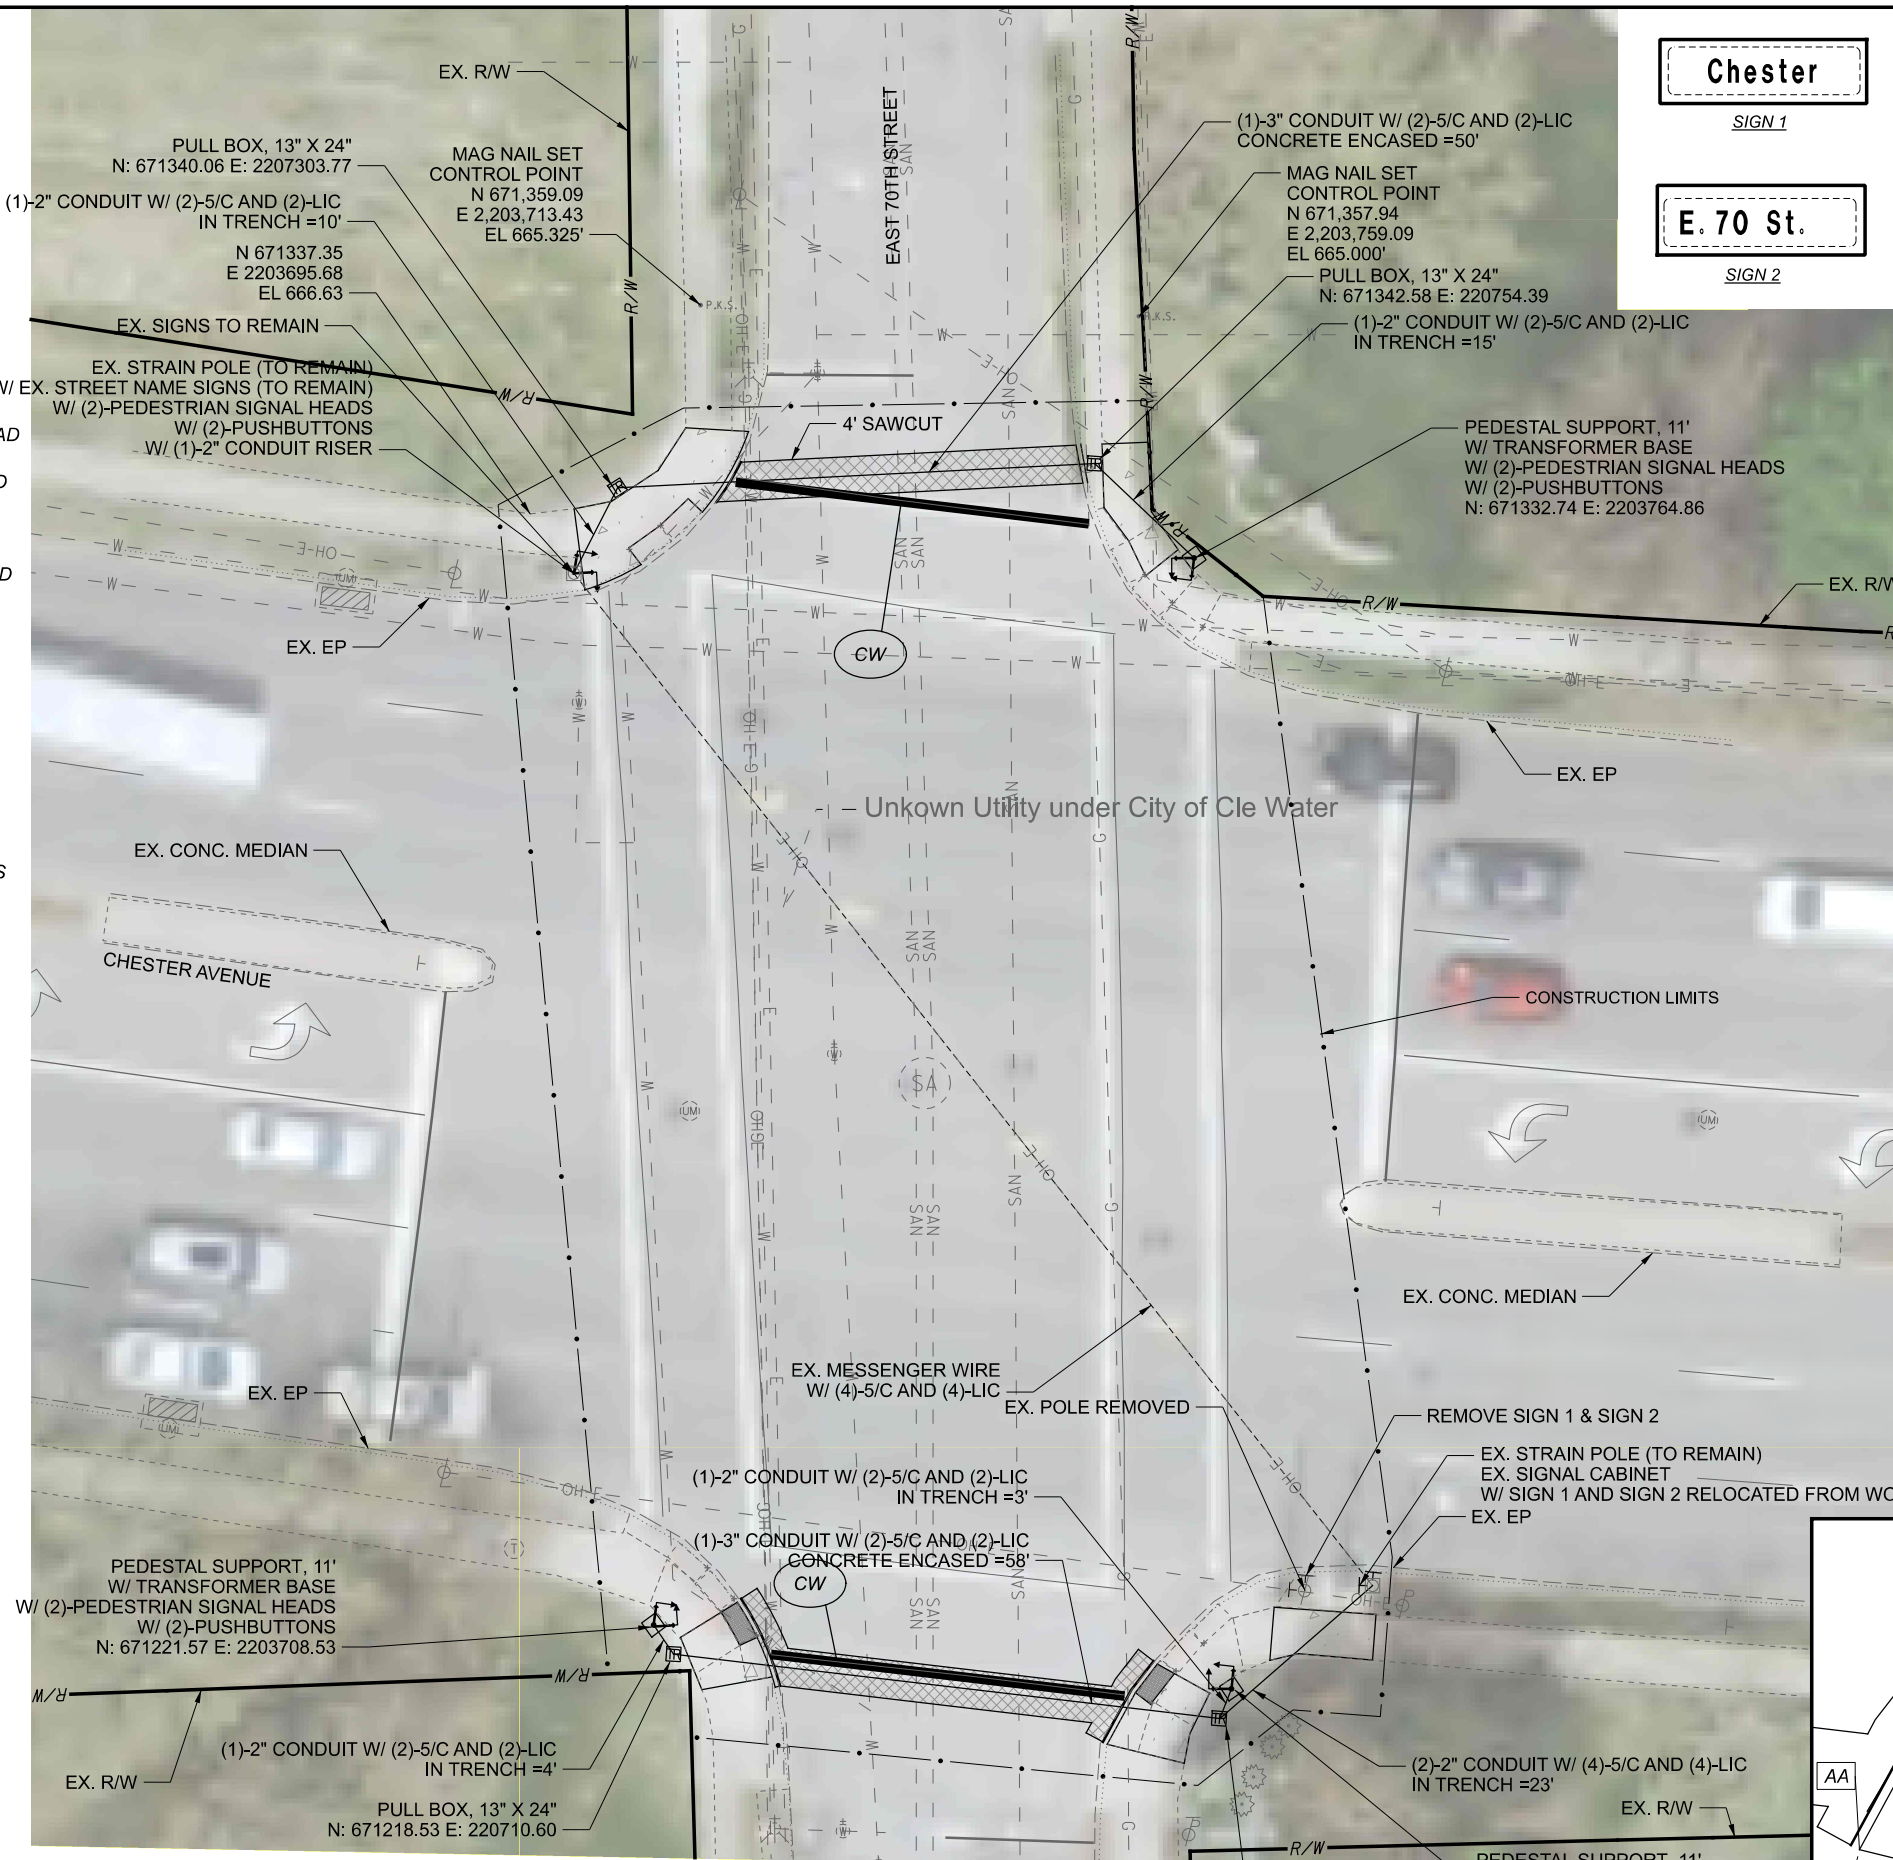 Chester
SIGN 1
E. 70 St.
SIGN 2
EX. R/W
R/W
R/W
EAST 70TH STREET
PULL BOX, 13" X 24"
N: 671340.06 E: 2207303.77
(1)-2" CONDUIT W/ (2)-5/C AND (2)-LIC
IN TRENCH =10'
N 671337.35
E 2203695.68
EL 666.63
EX. SIGNS TO REMAIN
EX. STRAIN POLE (TO REMAIN)
W/ EX. STREET NAME SIGNS (TO REMAIN)
W/ (2)-PEDESTRIAN SIGNAL HEADS
W/ (2)-PUSHBUTTONS
W/ (1)-2" CONDUIT RISER
MAG NAIL SET
CONTROL POINT
N 671,359.09
E 2,203,713.43
EL 665.325'
P.K.S.
(1)-3" CONDUIT W/ (2)-5/C AND (2)-LIC
CONCRETE ENCASED =50'
MAG NAIL SET
CONTROL POINT
N 671,357.94
E 2,203,759.09
EL 665.000'
PULL BOX, 13" X 24"
N: 671342.58 E: 220754.39
(1)-2" CONDUIT W/ (2)-5/C AND (2)-LIC
IN TRENCH =15'
4' SAWCUT
PEDESTAL SUPPORT, 11'
W/ TRANSFORMER BASE
W/ (2)-PEDESTRIAN SIGNAL HEADS
W/ (2)-PUSHBUTTONS
N: 671332.74 E: 2203764.86
R/W
R/W
R/W
R/W
EX. R/W
OH-E
OH-E
UM
EX. EP
CW
EX. EP
Unkown Utility under City of Cle Water
EX. CONC. MEDIAN
CHESTER AVENUE
CONSTRUCTION LIMITS
SAN
SAN
SA
UM
UM
OH-E
EX. CONC. MEDIAN
EX. MESSENGER WIRE
W/ (4)-5/C AND (4)-LIC
EX. POLE REMOVED
REMOVE SIGN 1 & SIGN 2
EX. EP
EX. STRAIN POLE (TO REMAIN)
EX. SIGNAL CABINET
W/ SIGN 1 AND SIGN 2 RELOCATED FROM WO
EX. EP
(1)-2" CONDUIT W/ (2)-5/C AND (2)-LIC
IN TRENCH =3'
(1)-3" CONDUIT W/ (2)-5/C AND (2)-LIC
CONCRETE ENCASED =58'
CW
PEDESTAL SUPPORT, 11'
W/ TRANSFORMER BASE
W/ (2)-PEDESTRIAN SIGNAL HEADS
W/ (2)-PUSHBUTTONS
N: 671221.57 E: 2203708.53
R/W
R/W
(1)-2" CONDUIT W/ (2)-5/C AND (2)-LIC
IN TRENCH =4'
EX. R/W
PULL BOX, 13" X 24"
N: 671218.53 E: 220710.60
(2)-2" CONDUIT W/ (4)-5/C AND (4)-LIC
IN TRENCH =23'
EX. R/W
R/W
AA
PEDESTAL SUPPORT, 11'